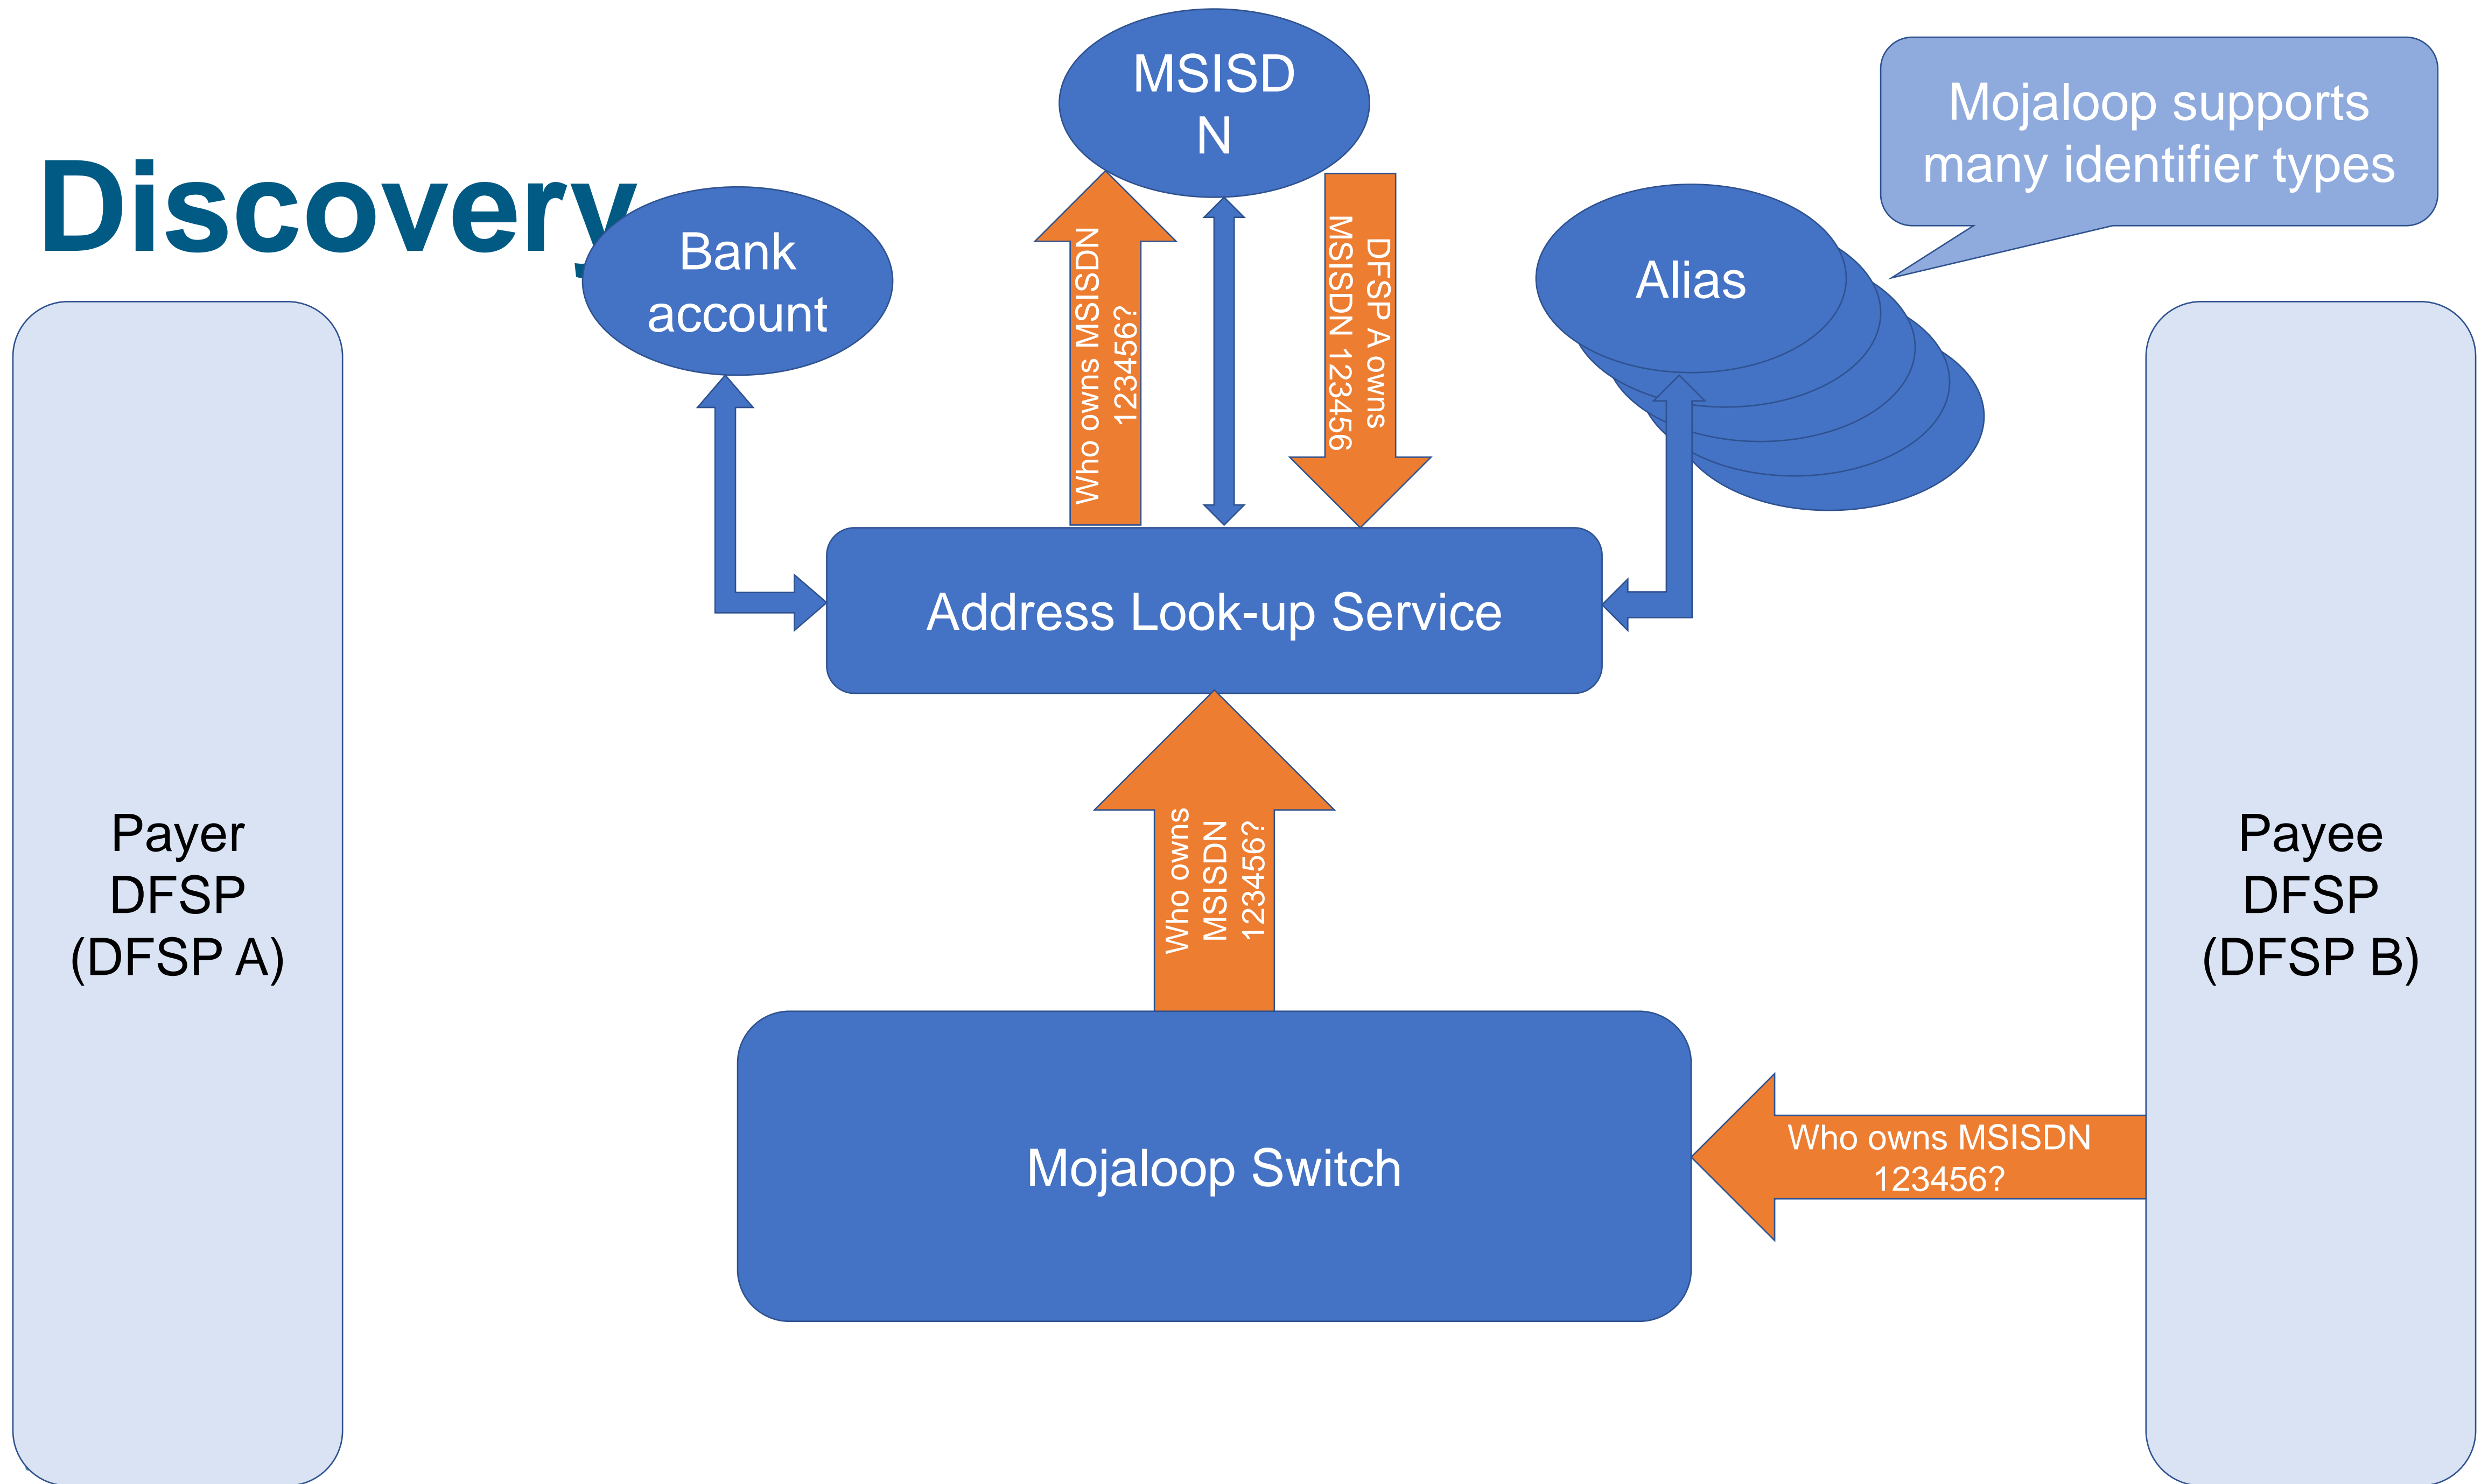 Discovery
MSISD
N
Mojaloop supports
many identifier types
Bank
account
Alias
Who owns MSISDN
123456?
DFSP A owns
MSISDN 123456
Address Look-up Service
Payer
DFSP
(DFSP A)
Who owns
MSISDN
123456?
Payee
DFSP
(DFSP B)
Mojaloop Switch
Who owns MSISDN
123456?